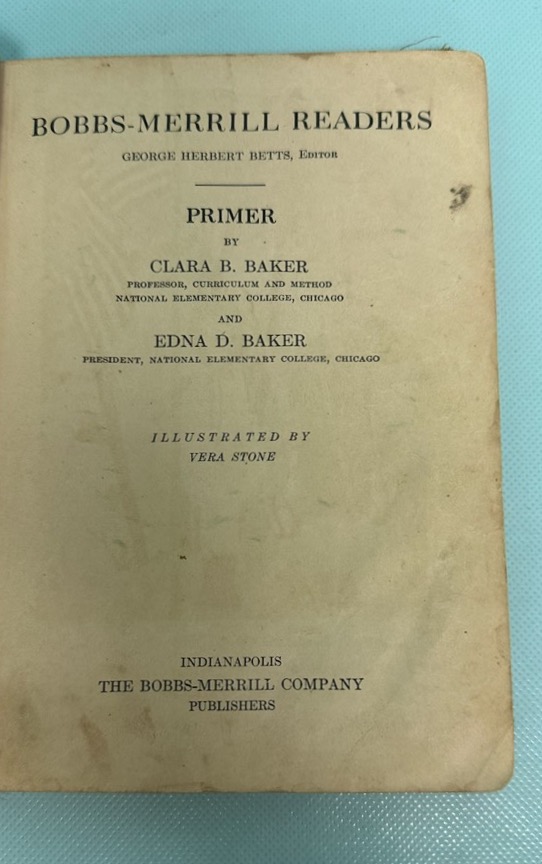 BOBBS-MERRILL READERS
GEORGE HERBERT BETTS, EDITOR
PRIMER
BY
CLARA B. BAKER
PROFESSOR, CURRICULUM AND METHOD
NATIONAL ELEMENTARY COLLEGE, CHICAGO
AND
EDNA D. BAKER
PRESIDENT, NATIONAL ELEMENTARY COLLEGE, CHICAGO
ILLUSTRATED BY
VERA STONE
INDIANAPOLIS
THE BOBBS-MERRILL COMPANY
PUBLISHERS